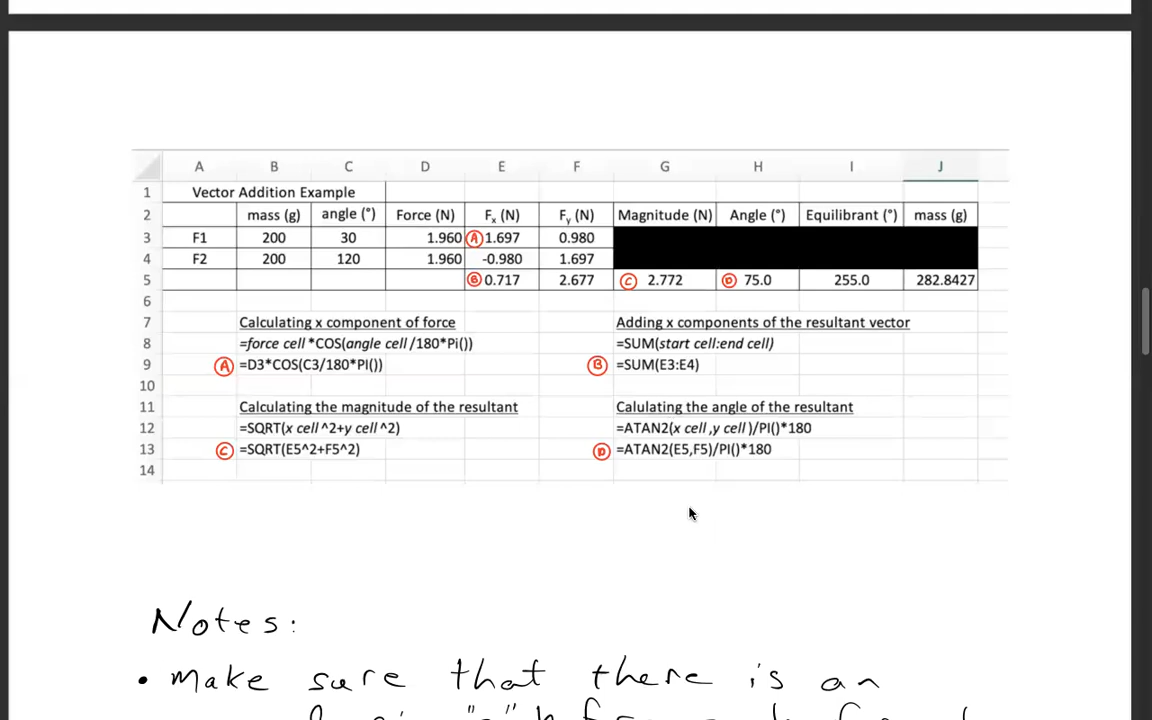 A B C D E F G H I J
1 Vector Addition Example
2 mass (g) angle (°) Force (N) Fx (N) Fy (N) Magnitude (N) Angle (°) Equilibrant (°) mass (g)
3 F1 200 30 1.960 A 1.697 0.980
4 F2 200 120 1.960 -0.980 1.697
5 B 0.717 2.677 C 2.772 D 75.0 255.0 282.8427
6
7 Calculating x component of force Adding x components of the resultant vector
8 =force cell *COS(angle cell /180*Pi()) =SUM(start cell:end cell)
9 A =D3*COS(C3/180*PI()) B =SUM(E3:E4)
10
11 Calculating the magnitude of the resultant Calulating the angle of the resultant
12 =SQRT(x cell ^2+y cell ^2) =ATAN2(x cell ,y cell )/PI()*180
13 C =SQRT(E5^2+F5^2) D =ATAN2(E5,F5)/PI()*180
14
Notes:
• make sure that there is an